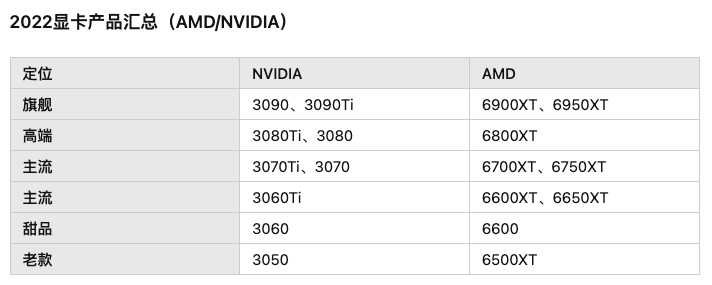 2022显卡产品汇总（AMD/NVIDIA）
定位 NVIDIA AMD
旗舰 3090、3090Ti 6900XT、6950XT
高端 3080Ti、3080 6800XT
主流 3070Ti、3070 6700XT、6750XT
主流 3060Ti 6600XT、6650XT
甜品 3060 6600
老款 3050 6500XT